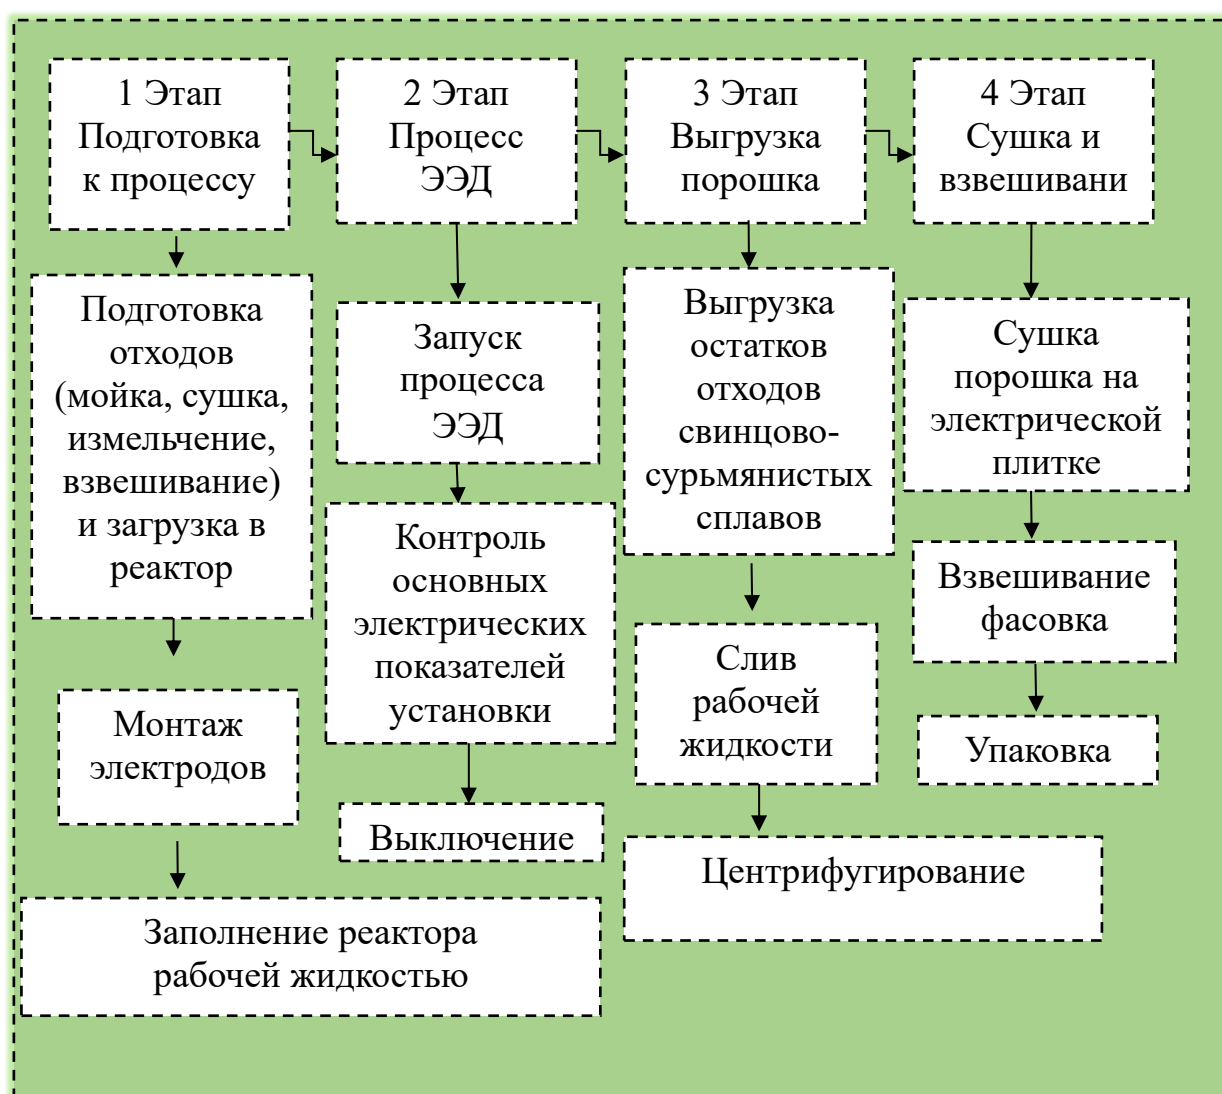 1 Этап
Подготовка
к процессу
2 Этап
Процесс
ЭЭД
3 Этап
Выгрузка
порошка
4 Этап
Сушка и
взвешивани
Подготовка
отходов
(мойка, сушка,
измельчение,
взвешивание)
и загрузка в
реактор
Монтаж
электродов
Заполнение реактора
рабочей жидкостью
Запуск
процесса
ЭЭД
Контроль
основных
электрических
показателей
установки
Выключение
Выгрузка
остатков
отходов
свинцово-
сурьмянистых
сплавов
Слив
рабочей
жидкости
Центрифугирование
Сушка
порошка на
электрической
плитке
Взвешивание
фасовка
Упаковка